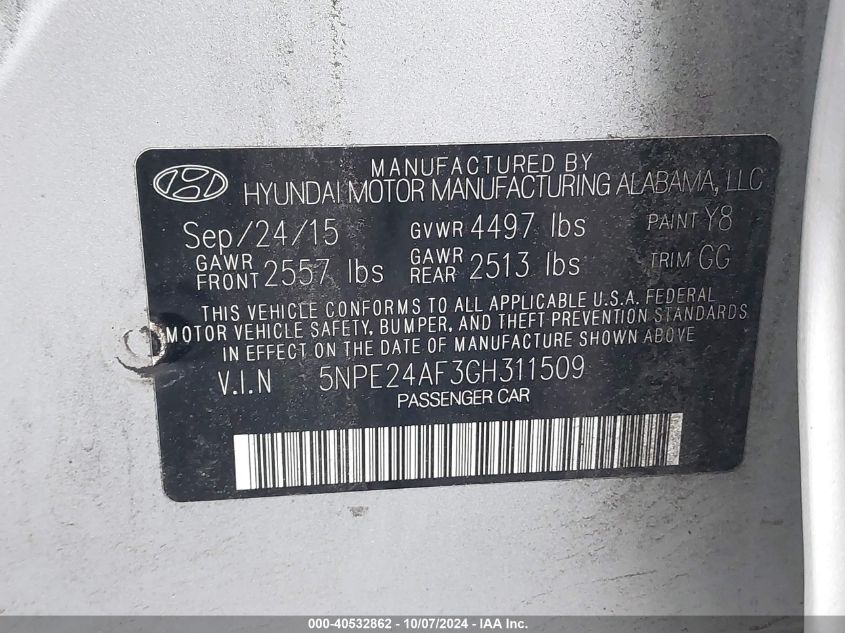 MANUFACTURED BY
HYUNDAI MOTOR MANUFACTURING ALABAMA, LLC
Sep/24/15 GVWR 4497 lbs PAINT Y8
GAWR FRONT 2557 lbs GAWR REAR 2513 lbs TRIM GG
THIS VEHICLE CONFORMS TO ALL APPLICABLE U.S.A. FEDERAL
MOTOR VEHICLE SAFETY, BUMPER, AND THEFT PREVENTION STANDARDS
IN EFFECT ON THE DATE OF MANUFACTURE SHOWN ABOVE
V.I.N 5NPE24AF3GH311509
PASSENGER CAR
000-40532862 - 10/07/2024 - IAA Inc.